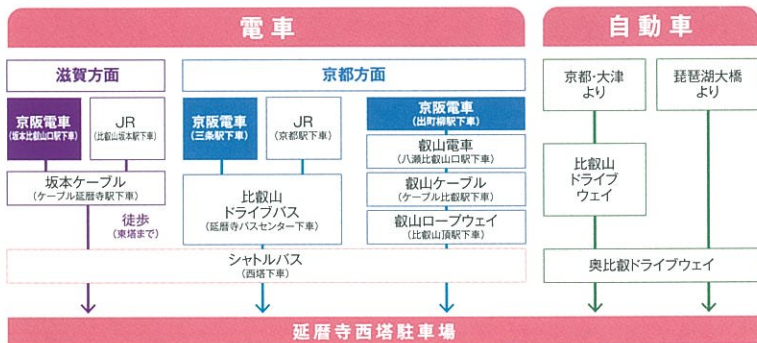 電車
自動車
滋賀方面
京都方面
京都・大津
より
琵琶湖大橋
より
京阪電車
(坂本比叡山口駅下車)
JR
(比叡山坂本駅下車)
京阪電車
(三条駅下車)
JR
(京都駅下車)
京阪電車
(出町柳駅下車)
叡山電車
(八瀬比叡山口駅下車)
坂本ケーブル
(ケーブル延暦寺駅下車)
比叡山
ドライブバス
(延暦寺バスセンター下車)
叡山ケーブル
(ケーブル比叡駅下車)
比叡山
ドライブ
ウェイ
徒歩
(東塔まで)
叡山ロープウェイ
(比叡山頂駅下車)
シャトルバス
(西塔下車)
奥比叡ドライブウェイ
延暦寺西塔駐車場